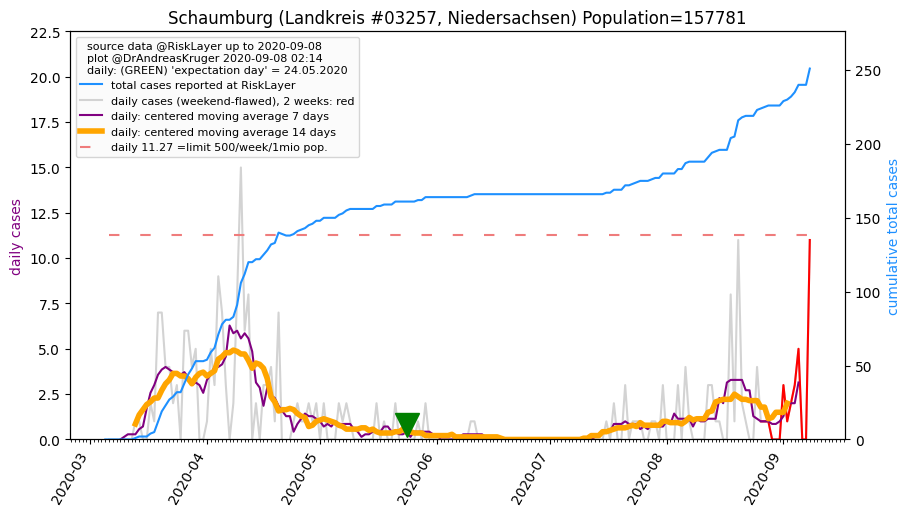 Schaumburg (Landkreis #03257, Niedersachsen) Population=157781
source data @RiskLayer up to 2020-09-08
plot @DrAndreasKruger 2020-09-08 02:14
daily: (GREEN) 'expectation day' = 24.05.2020
total cases reported at RiskLayer
daily cases (weekend-flawed), 2 weeks: red
daily: centered moving average 7 days
daily: centered moving average 14 days
daily 11.27 =limit 500/week/1mio pop.
22.5
20.0
17.5
15.0
12.5
10.0
7.5
5.0
2.5
0.0
daily cases
250
200
150
100
50
0
cumulative total cases
2020-03
2020-04
2020-05
2020-06
2020-07
2020-08
2020-09